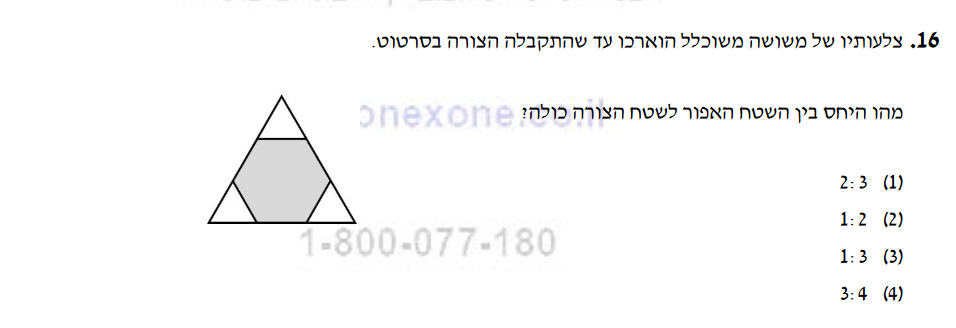 16. צלעותיו של משושה משוכלל הוארכו עד שהתקבלה הצורה בסרטוט.
מהו היחס בין השטח האפור לשטח הצורה כולה?
onexone.co.il
(1) 2:3
(2) 1:2
(3) 1:3
(4) 3:4
1-800-077-180